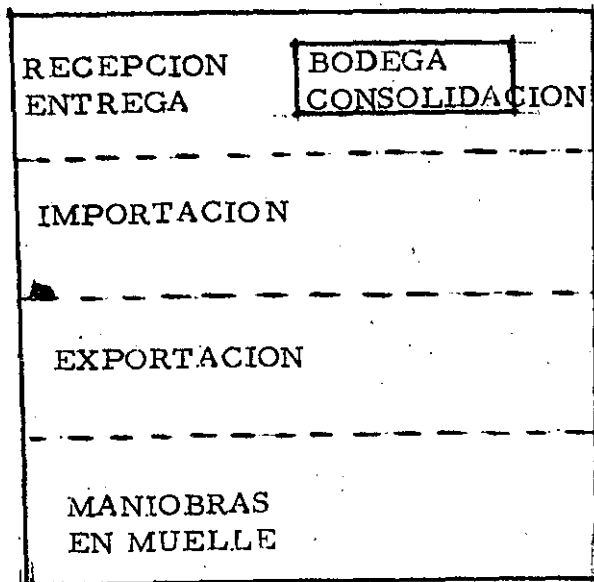 RECEPCION
ENTREGA
BODEGA
CONSOLIDACION
IMPORTACION
EXPORTACION
MANIOBRAS
EN MUELLE